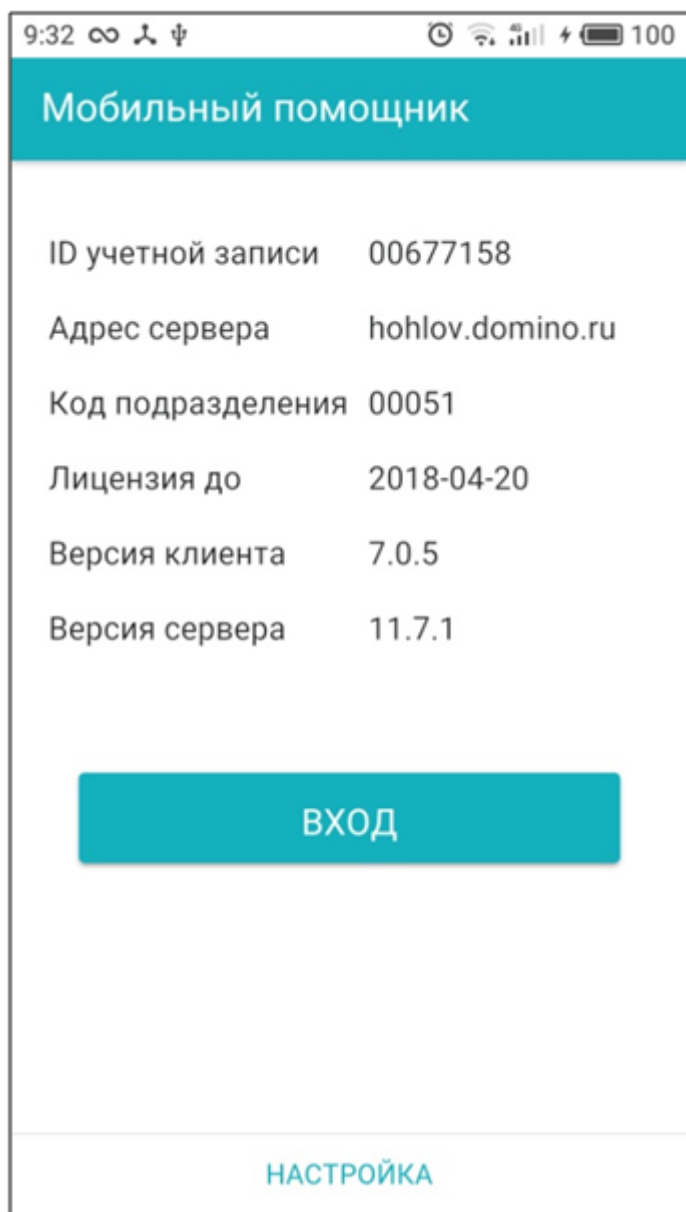 9:32 100
Мобильный помощник
ID учетной записи 00677158
Адрес сервера hohlov.domino.ru
Код подразделения 00051
Лицензия до 2018-04-20
Версия клиента 7.0.5
Версия сервера 11.7.1
ВХОД
НАСТРОЙКА